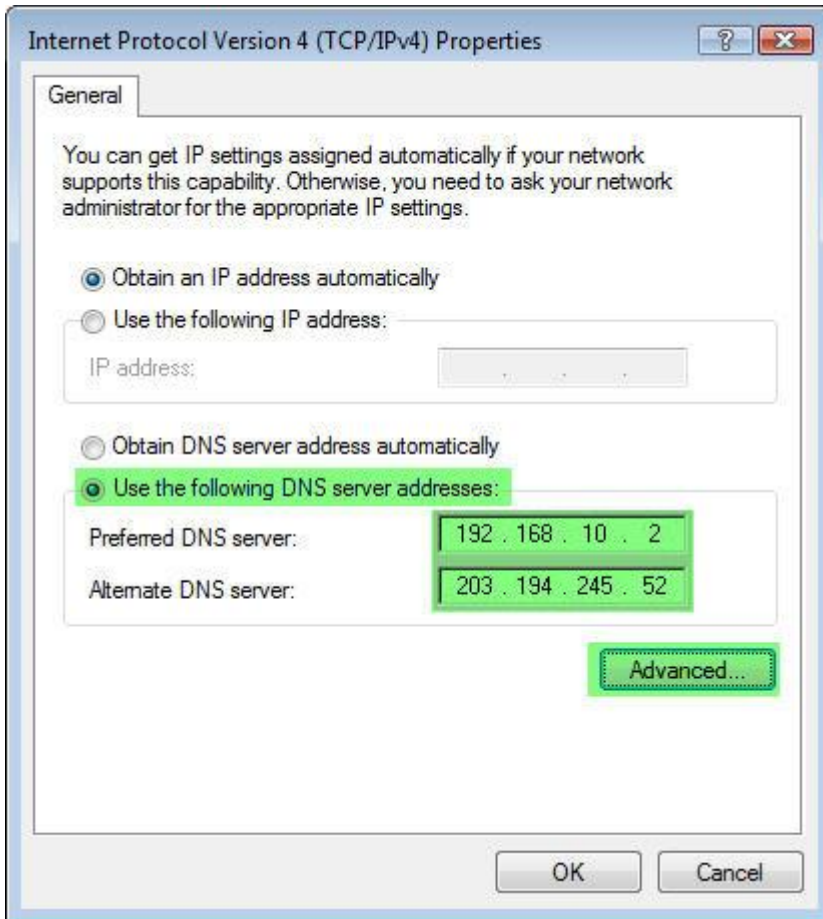 Internet Protocol Version 4 (TCP/IPv4) Properties
General
You can get IP settings assigned automatically if your network
supports this capability. Otherwise, you need to ask your network
administrator for the appropriate IP settings.
Obtain an IP address automatically
Use the following IP address:
IP address:
Obtain DNS server address automatically
Use the following DNS server addresses:
Preferred DNS server: 192 . 168 . 10 . 2
Alternate DNS server: 203 . 194 . 245 . 52
Advanced...
OK Cancel